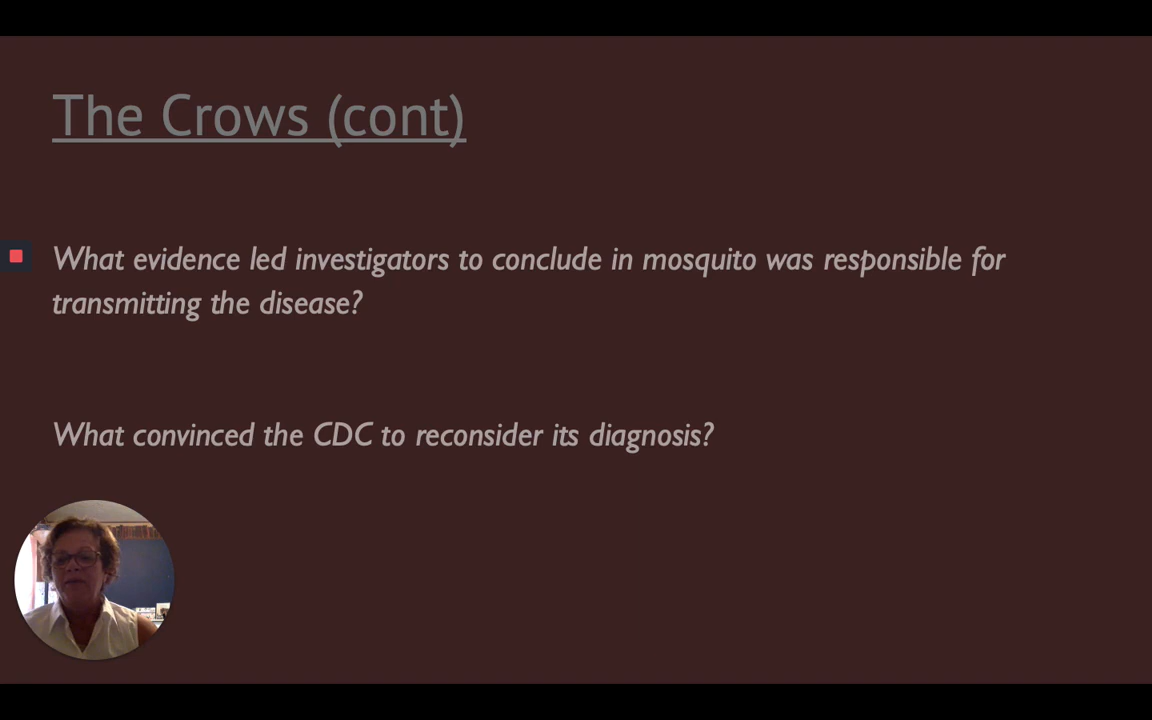 The Crows (cont)
What evidence led investigators to conclude in mosquito was responsible for
transmitting the disease?
What convinced the CDC to reconsider its diagnosis?